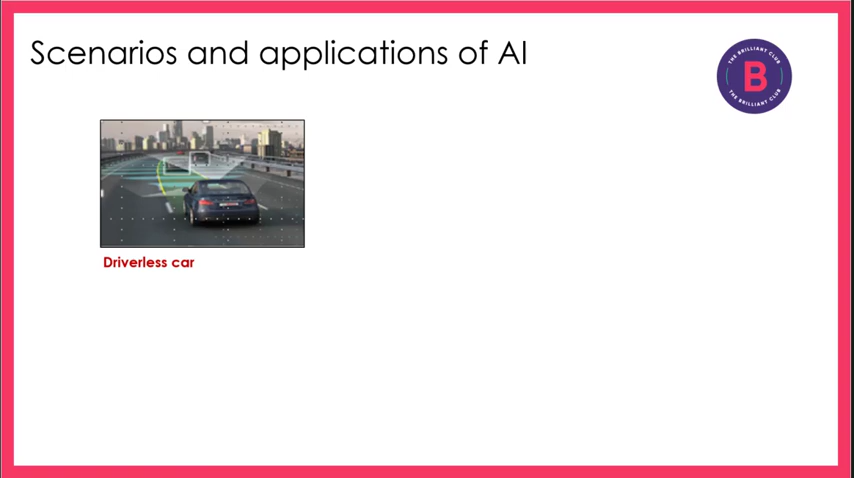 Scenarios and applications of AI
THE BRILLIANT CLUB
B
THE BRILLIANT CLUB
Driverless car